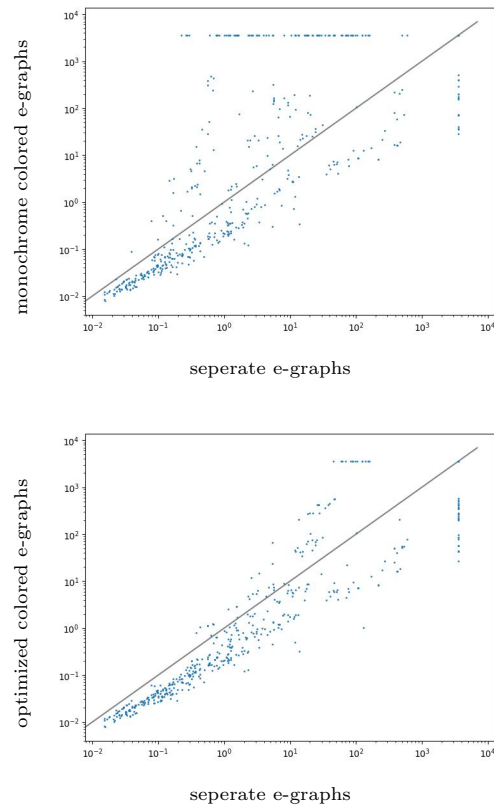 monochrome colored e-graphs
10⁴
10³
10²
10¹
10⁰
10⁻¹
10⁻²
10⁻² 10⁻¹ 10⁰ 10¹ 10² 10³ 10⁴
seperate e-graphs
optimized colored e-graphs
10⁴
10³
10²
10¹
10⁰
10⁻¹
10⁻²
10⁻² 10⁻¹ 10⁰ 10¹ 10² 10³ 10⁴
seperate e-graphs